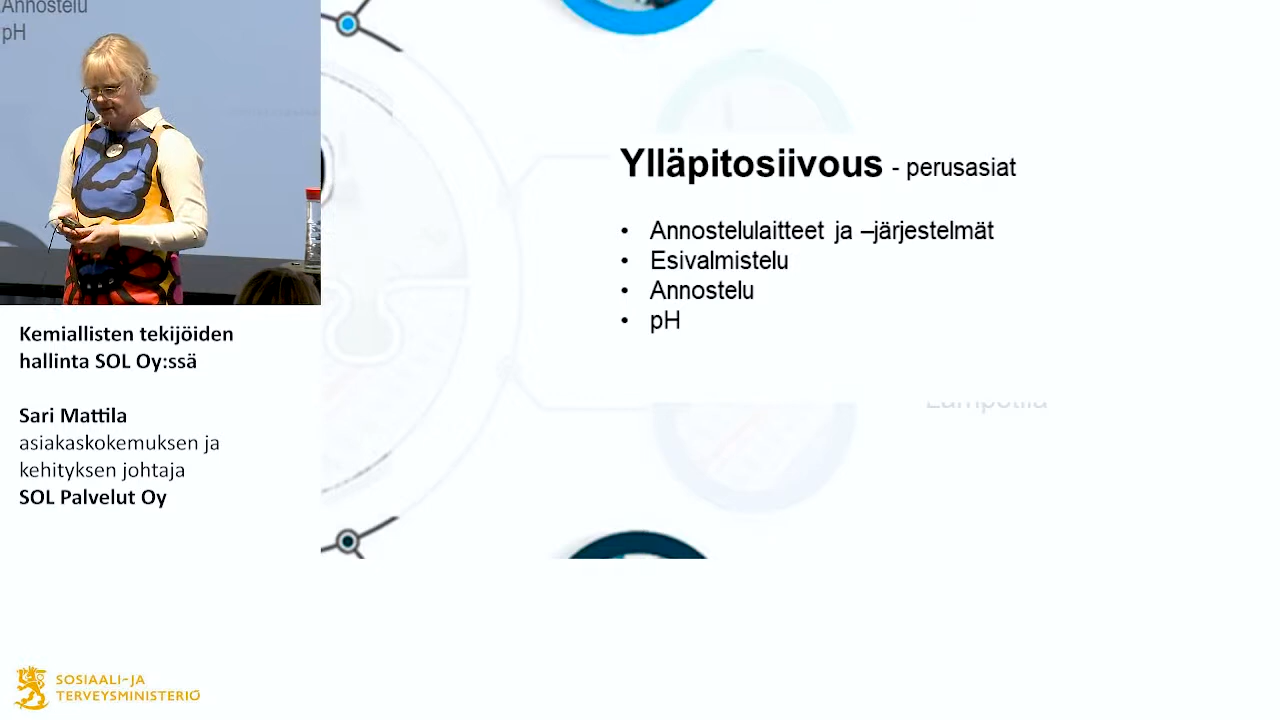 Annostelu
pH
Kemiallisten tekijöiden
hallinta SOL Oy:ssä
Sari Mattila
asiakaskokemuksen ja
kehityksen johtaja
SOL Palvelut Oy
SOSIAALI- JA
TERVEYSMINISTERIÖ
Ylläpitosiivous - perusasiat
• Annostelulaitteet ja –järjestelmät
• Esivalmistelu
• Annostelu
• pH
Lämpötila